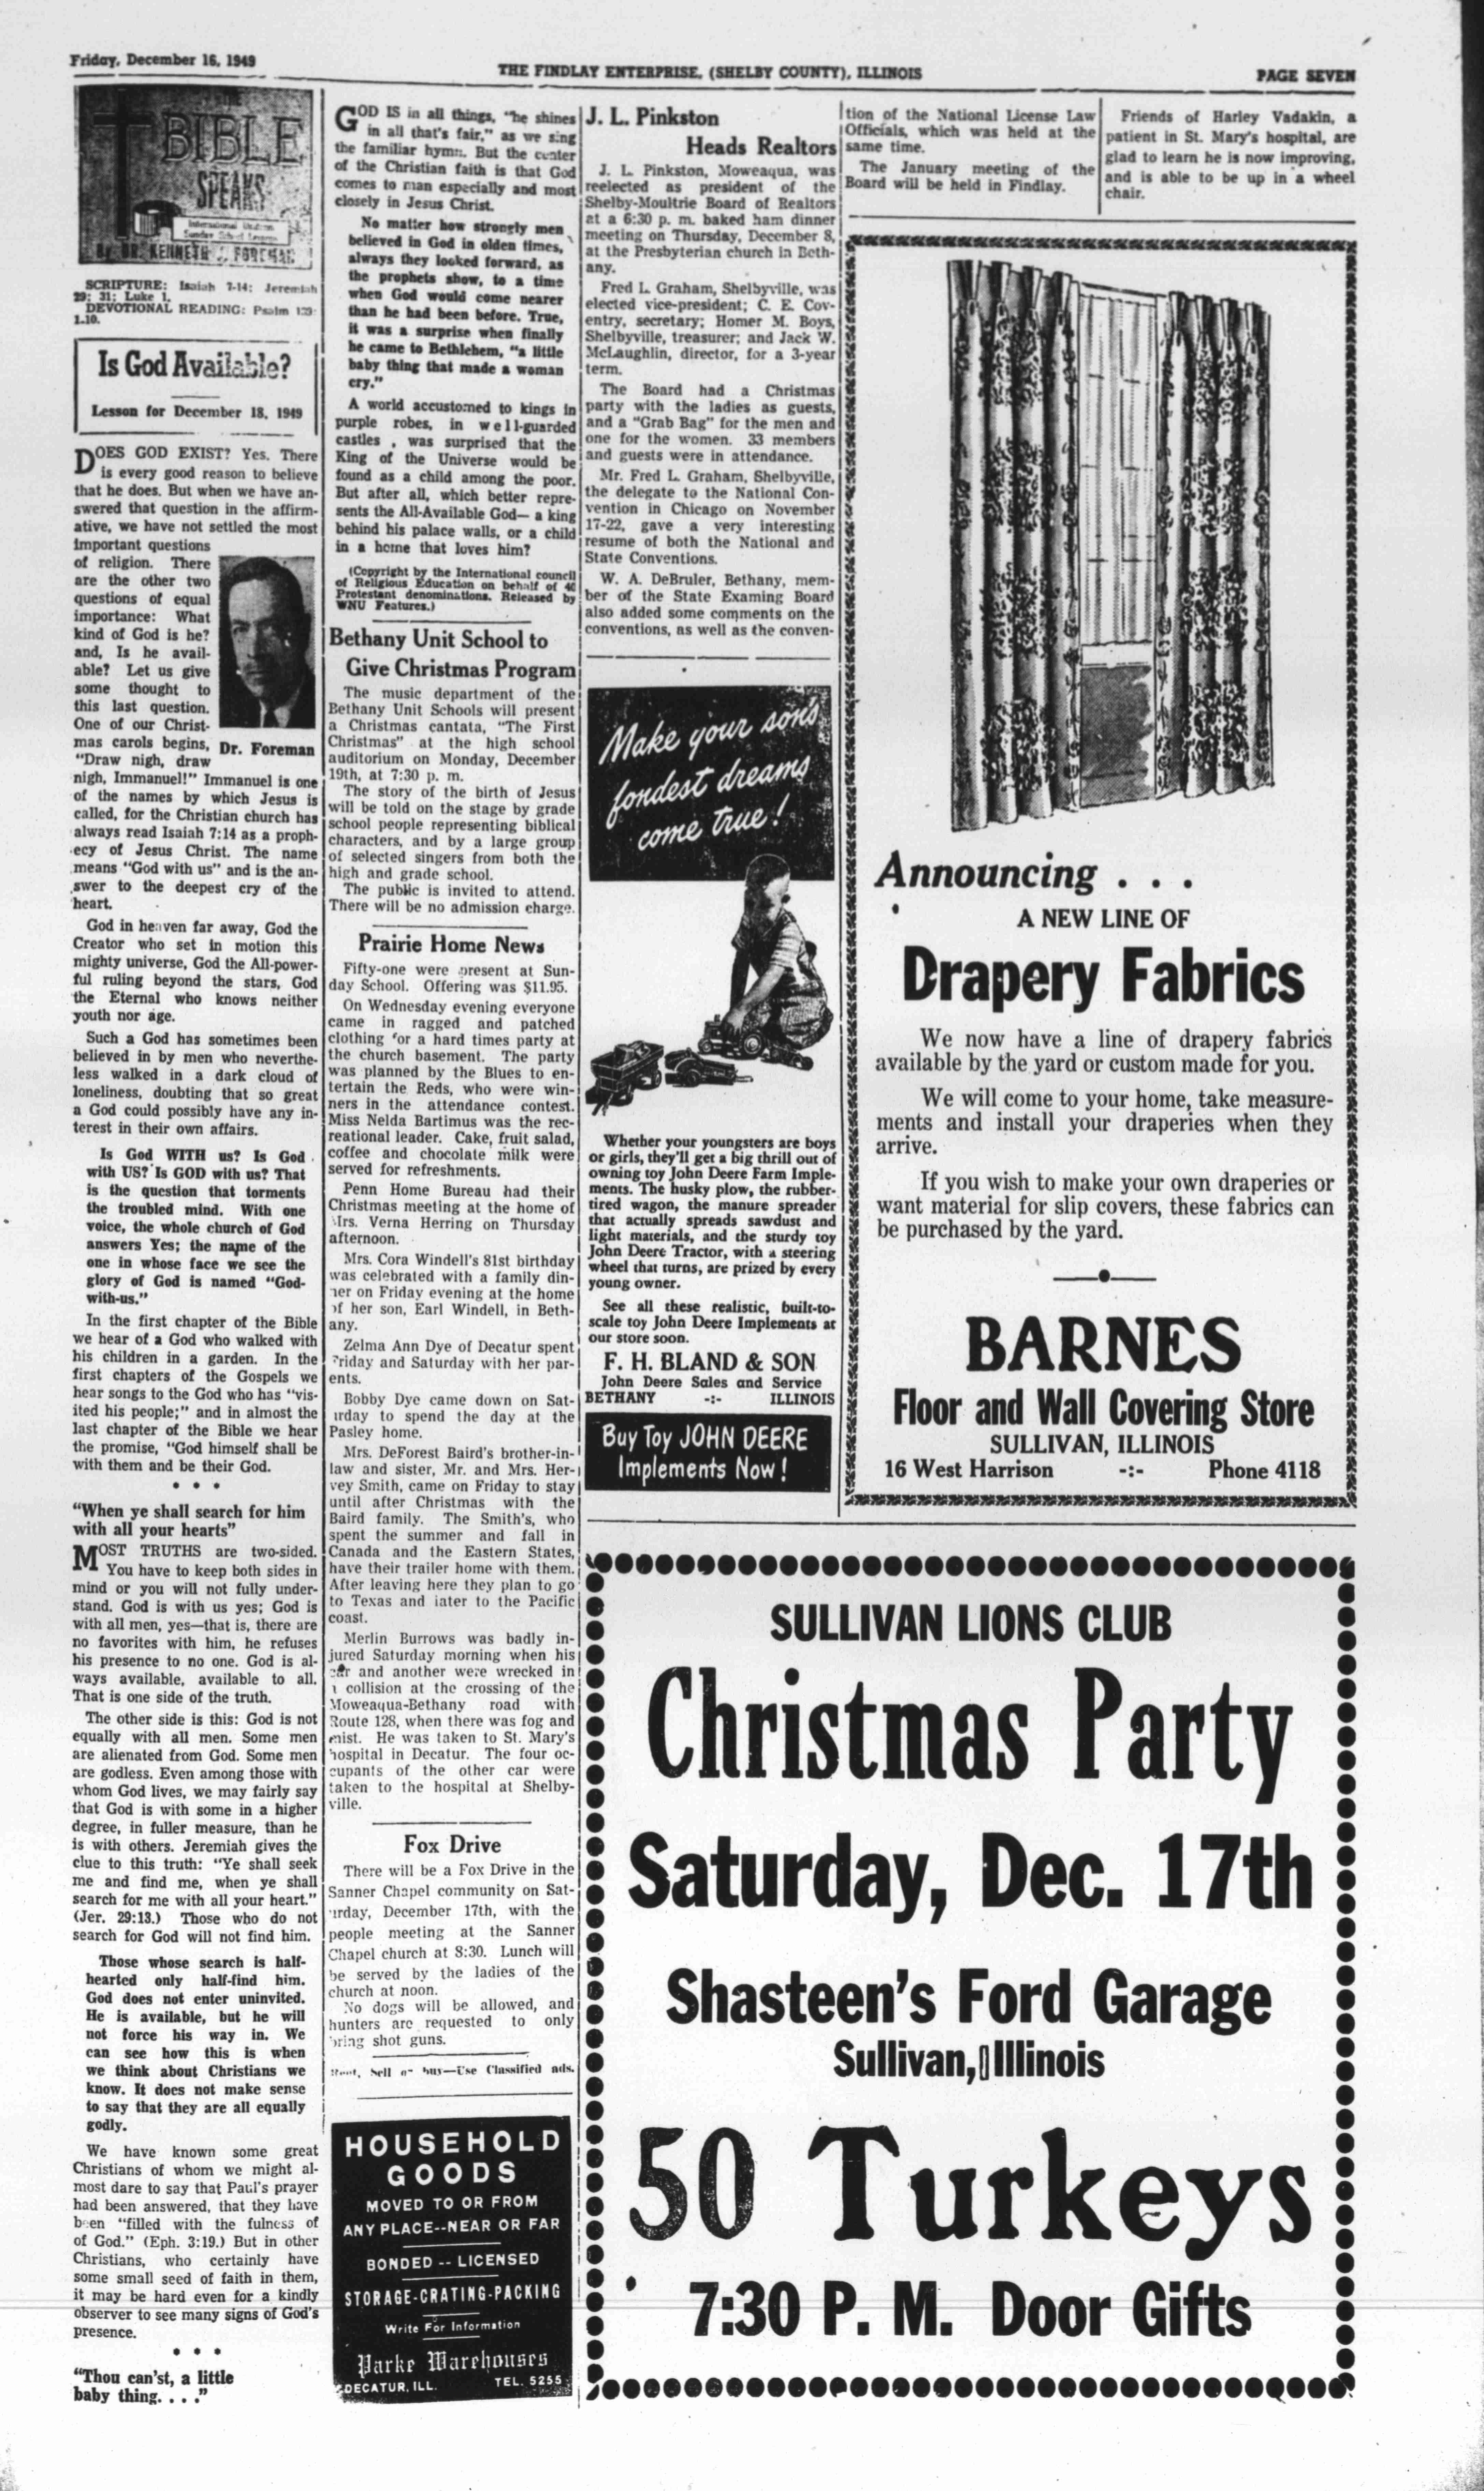 Friday, December 16, 1949
THE FINDLAY ENTERPRISE, (SHELBY COUNTY), ILLINOIS
PAGE SEVEN
THE
BIBLE
SPEAKS
International Uniform
Sunday School Lessons
By DR. KENNETH J. FOREMAN
SCRIPTURE: Isaiah 7-14; Jeremiah
29; 31; Luke 1.
DEVOTIONAL READING: Psalm 139:
1-10.
Is God Available?
Lesson for December 18, 1949
DOES GOD EXIST? Yes. There
is every good reason to believe
that he does. But when we have an-
swered that question in the affirm-
ative, we have not settled the most
important questions
of religion. There
are the other two
questions of equal
importance: What
kind of God is he?
and, Is he avail-
able? Let us give
some thought to
this last question.
One of our Christ-
mas carols begins,
"Draw nigh, draw
Dr. Foreman
nigh, Immanuel!" Immanuel is one
of the names by which Jesus is
called, for the Christian church has
always read Isaiah 7:14 as a proph-
ecy of Jesus Christ. The name
means "God with us" and is the an-
swer to the deepest cry of the
heart.
God in heaven far away, God the
Creator who set in motion this
mighty universe, God the All-power-
ful ruling beyond the stars, God
the Eternal who knows neither
youth nor age.
Such a God has sometimes been
believed in by men who neverthe-
less walked in a dark cloud of
loneliness, doubting that so great
a God could possibly have any in-
terest in their own affairs.
Is God WITH us? Is God
with US? Is GOD with us? That
is the question that torments
the troubled mind. With one
voice, the whole church of God
answers Yes; the name of the
one in whose face we see the
glory of God is named "God-
with-us."
In the first chapter of the Bible
we hear of a God who walked with
his children in a garden. In the
first chapters of the Gospels we
hear songs to the God who has "vis-
ited his people;" and in almost the
last chapter of the Bible we hear
the promise, "God himself shall be
with them and be their God.
* * *
"When ye shall search for him
with all your hearts"
MOST TRUTHS are two-sided.
You have to keep both sides in
mind or you will not fully under-
stand. God is with us yes; God is
with all men, yes—that is, there are
no favorites with him, he refuses
his presence to no one. God is al-
ways available, available to all.
That is one side of the truth.
The other side is this: God is not
equally with all men. Some men
are alienated from God. Some men
are godless. Even among those with
whom God lives, we may fairly say
that God is with some in a higher
degree, in fuller measure, than he
is with others. Jeremiah gives the
clue to this truth: "Ye shall seek
me and find me, when ye shall
search for me with all your heart."
(Jer. 29:13.) Those who do not
search for God will not find him.
Those whose search is half-
hearted only half-find him.
God does not enter uninvited.
He is available, but he will
not force his way in. We
can see how this is when
we think about Christians we
know. It does not make sense
to say that they are all equally
godly.
We have known some great
Christians of whom we might al-
most dare to say that Paul's prayer
had been answered, that they have
been "filled with the fulness of
of God." (Eph. 3:19.) But in other
Christians, who certainly have
some small seed of faith in them,
it may be hard even for a kindly
observer to see many signs of God's
presence.
* * *
"Thou can'st, a little
baby thing. . . ."
GOD IS in all things, "he shines
in all that's fair," as we sing
the familiar hymn. But the center
of the Christian faith is that God
comes to man especially and most
closely in Jesus Christ.
No matter how strongly men
believed in God in olden times,
always they looked forward, as
the prophets show, to a time
when God would come nearer
than he had been before. True,
it was a surprise when finally
he came to Bethlehem, "a little
baby thing that made a woman
cry."
A world accustomed to kings in
purple robes, in well-guarded
castles , was surprised that the
King of the Universe would be
found as a child among the poor.
But after all, which better repre-
sents the All-Available God— a king
behind his palace walls, or a child
in a home that loves him?
(Copyright by the International council
of Religious Education on behalf of 40
Protestant denominations. Released by
WNU Features.)
Bethany Unit School to
Give Christmas Program
The music department of the
Bethany Unit Schools will present
a Christmas cantata, "The First
Christmas" at the high school
auditorium on Monday, December
19th, at 7:30 p. m.
The story of the birth of Jesus
will be told on the stage by grade
school people representing biblical
characters, and by a large group
of selected singers from both the
high and grade school.
The public is invited to attend.
There will be no admission charge.
Prairie Home News
Fifty-one were present at Sun-
day School. Offering was $11.95.
On Wednesday evening everyone
came in ragged and patched
clothing for a hard times party at
the church basement. The party
was planned by the Blues to en-
tertain the Reds, who were win-
ners in the attendance contest.
Miss Nelda Bartimus was the rec-
reational leader. Cake, fruit salad,
coffee and chocolate milk were
served for refreshments.
Penn Home Bureau had their
Christmas meeting at the home of
Mrs. Verna Herring on Thursday
afternoon.
Mrs. Cora Windell's 81st birthday
was celebrated with a family din-
ner on Friday evening at the home
of her son, Earl Windell, in Beth-
any.
Zelma Ann Dye of Decatur spent
Friday and Saturday with her par-
ents.
Bobby Dye came down on Sat-
urday to spend the day at the
Pasley home.
Mrs. DeForest Baird's brother-in-
law and sister, Mr. and Mrs. Her-
vey Smith, came on Friday to stay
until after Christmas with the
Baird family. The Smith's, who
spent the summer and fall in
Canada and the Eastern States,
have their trailer home with them.
After leaving here they plan to go
to Texas and later to the Pacific
coast.
Merlin Burrows was badly in-
jured Saturday morning when his
car and another were wrecked in
a collision at the crossing of the
Moweaqua-Bethany road with
Route 128, when there was fog and
mist. He was taken to St. Mary's
hospital in Decatur. The four oc-
cupants of the other car were
taken to the hospital at Shelby-
ville.
Fox Drive
There will be a Fox Drive in the
Sanner Chapel community on Sat-
urday, December 17th, with the
people meeting at the Sanner
Chapel church at 8:30. Lunch will
be served by the ladies of the
church at noon.
No dogs will be allowed, and
hunters are requested to only
bring shot guns.
Rent, Sell or buy—Use Classified ads.
HOUSEHOLD
GOODS
MOVED TO OR FROM
ANY PLACE--NEAR OR FAR
BONDED -- LICENSED
STORAGE-CRATING-PACKING
Write For Information
Parke Warehouses
DECATUR, ILL. TEL. 5255
J. L. Pinkston
Heads Realtors
J. L. Pinkston, Moweaqua, was
reelected as president of the
Shelby-Moultrie Board of Realtors
at a 6:30 p. m. baked ham dinner
meeting on Thursday, December 8,
at the Presbyterian church in Beth-
any.
Fred L. Graham, Shelbyville, was
elected vice-president; C. E. Cov-
entry, secretary; Homer M. Boys,
Shelbyville, treasurer; and Jack W.
McLaughlin, director, for a 3-year
term.
The Board had a Christmas
party with the ladies as guests,
and a "Grab Bag" for the men and
one for the women. 33 members
and guests were in attendance.
Mr. Fred L. Graham, Shelbyville,
the delegate to the National Con-
vention in Chicago on November
17-22, gave a very interesting
resume of both the National and
State Conventions.
W. A. DeBruler, Bethany, mem-
ber of the State Examing Board
also added some comments on the
conventions, as well as the conven-
tion of the National License Law
Officials, which was held at the
same time.
The January meeting of the
Board will be held in Findlay.
Friends of Harley Vadakin, a
patient in St. Mary's hospital, are
glad to learn he is now improving,
and is able to be up in a wheel
chair.
Make your son's
fondest dreams
come true!
Whether your youngsters are boys
or girls, they'll get a big thrill out of
owning toy John Deere Farm Imple-
ments. The husky plow, the rubber-
tired wagon, the manure spreader
that actually spreads sawdust and
light materials, and the sturdy toy
John Deere Tractor, with a steering
wheel that turns, are prized by every
young owner.
See all these realistic, built-to-
scale toy John Deere Implements at
our store soon.
F. H. BLAND & SON
John Deere Sales and Service
BETHANY -:- ILLINOIS
Buy Toy JOHN DEERE
Implements Now!
Announcing . . .
A NEW LINE OF
Drapery Fabrics
We now have a line of drapery fabrics
available by the yard or custom made for you.
We will come to your home, take measure-
ments and install your draperies when they
arrive.
If you wish to make your own draperies or
want material for slip covers, these fabrics can
be purchased by the yard.
BARNES
Floor and Wall Covering Store
SULLIVAN, ILLINOIS
16 West Harrison -:- Phone 4118
SULLIVAN LIONS CLUB
Christmas Party
Saturday, Dec. 17th
Shasteen's Ford Garage
Sullivan, Illinois
50 Turkeys
7:30 P. M. Door Gifts